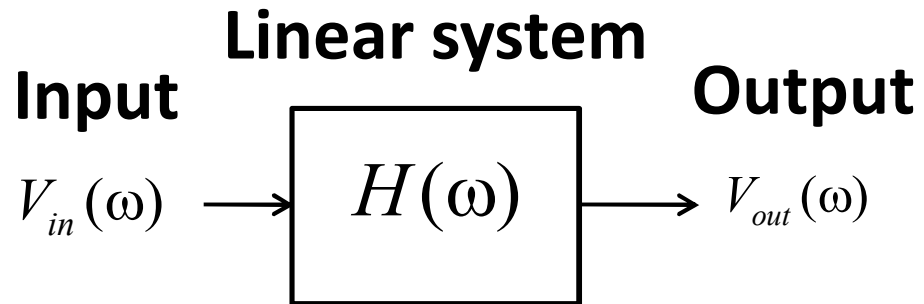 Linear system
Input
Output
V_in(ω)
H(ω)
V_out(ω)